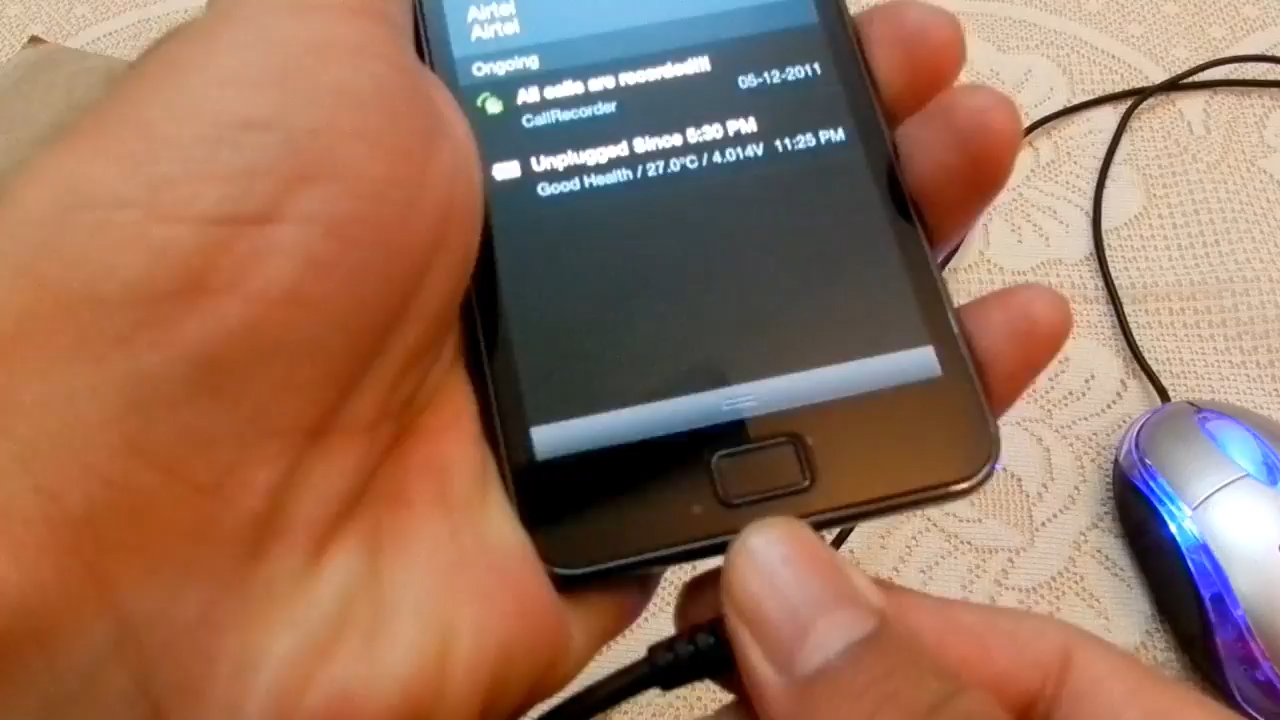 Airtel
Airtel
Ongoing
All calls are recorded!!!
CallRecorder
05-12-2011
Unplugged Since 5:30 PM
Good Health / 27.0°C / 4.014V
11:25 PM